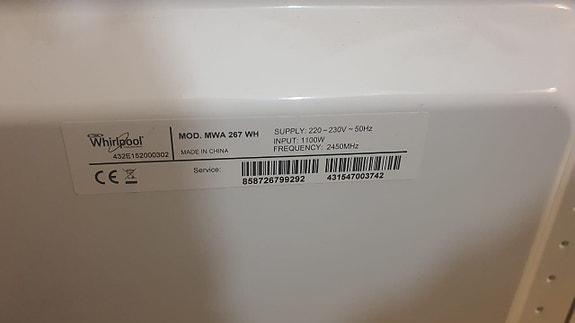 Whirlpool
432E152000302
MOD. MWA 267 WH
MADE IN CHINA
SUPPLY: 220 – 230V ~ 50Hz
INPUT: 1100W
FREQUENCY: 2450MHz
CE
Service:
858726799292
431547003742